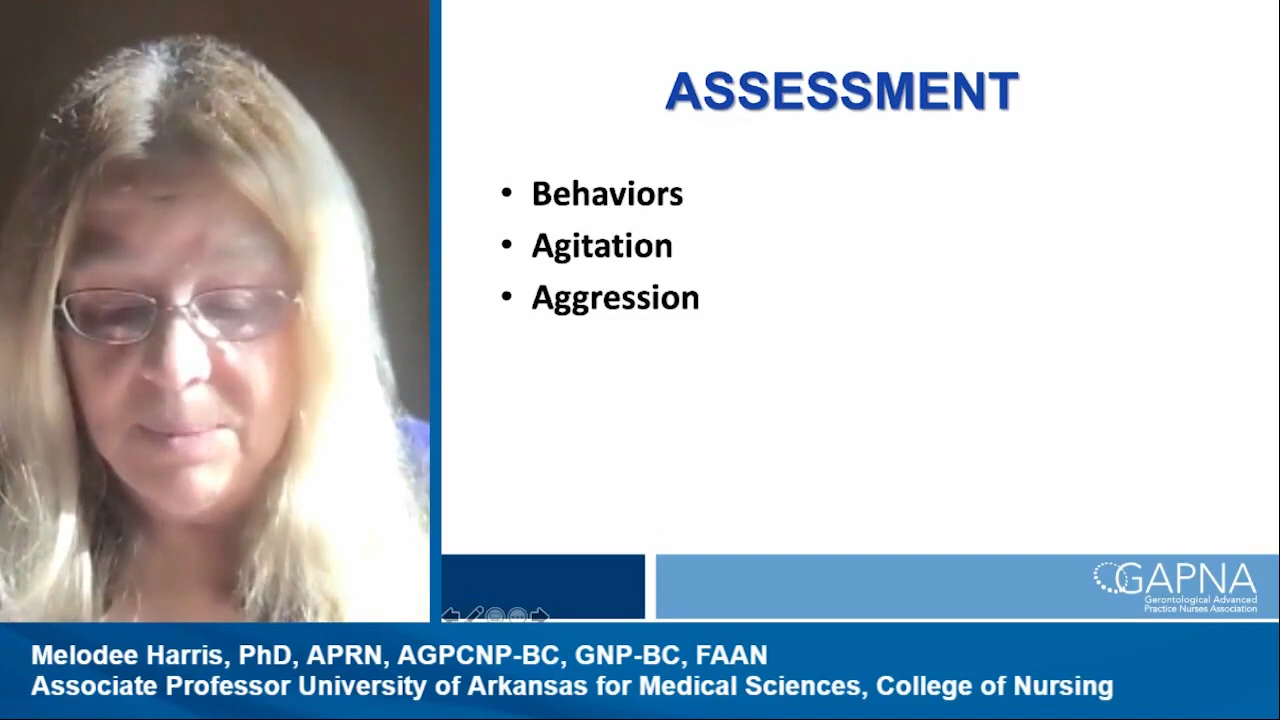 ASSESSMENT
• Behaviors
• Agitation
• Aggression
GAPNA
Gerontological Advanced
Practice Nurses Association
Melodee Harris, PhD, APRN, AGPCNP-BC, GNP-BC, FAAN
Associate Professor University of Arkansas for Medical Sciences, College of Nursing